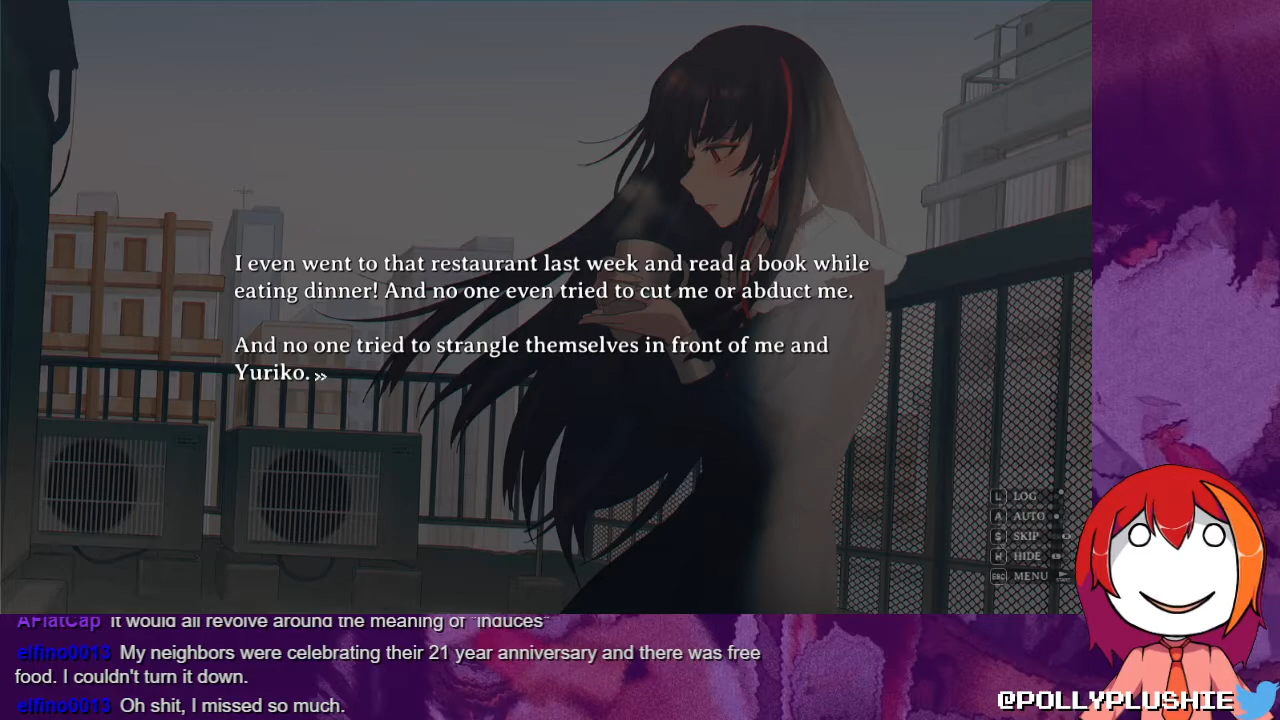 I even went to that restaurant last week and read a book while
eating dinner! And no one even tried to cut me or abduct me.
And no one tried to strangle themselves in front of me and
Yuriko. »
L LOG
A AUTO
S SKIP
H HIDE
ESC MENU
START
AFlatCap It would all revolve around the meaning of "induces"
elfino0013 My neighbors were celebrating their 21 year anniversary and there was free
food. I couldn't turn it down.
elfino0013 Oh shit, I missed so much.
@POLLYPLUSHIE